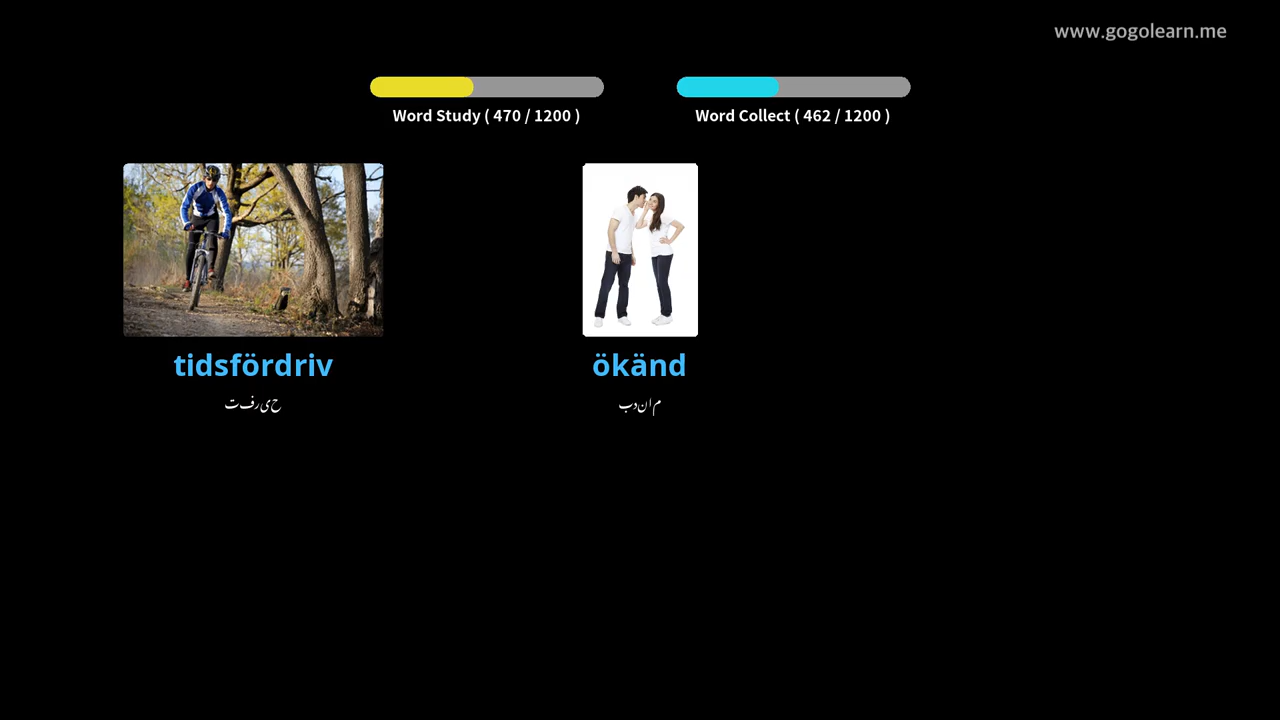 www.gogolearn.me
Word Study ( 470 / 1200 )
Word Collect ( 462 / 1200 )
tidsfördriv
ökänd
تفریح
بدنام